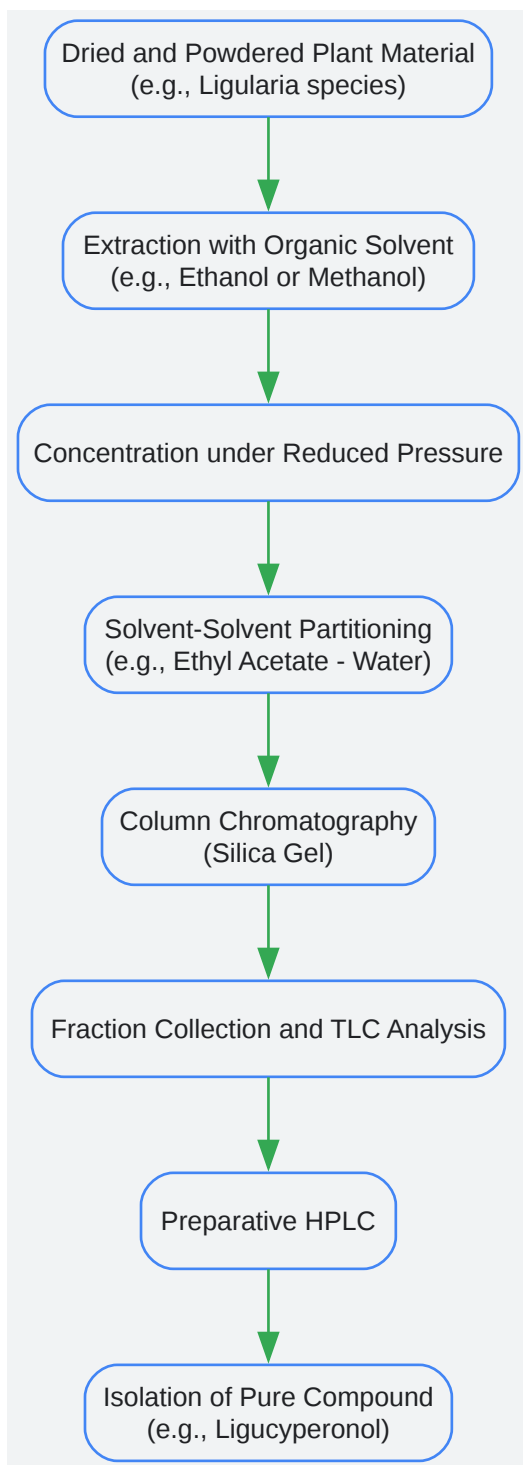 Dried and Powdered Plant Material
(e.g., Ligularia species)
Extraction with Organic Solvent
(e.g., Ethanol or Methanol)
Concentration under Reduced Pressure
Solvent-Solvent Partitioning
(e.g., Ethyl Acetate - Water)
Column Chromatography
(Silica Gel)
Fraction Collection and TLC Analysis
Preparative HPLC
Isolation of Pure Compound
(e.g., Ligucyperonol)